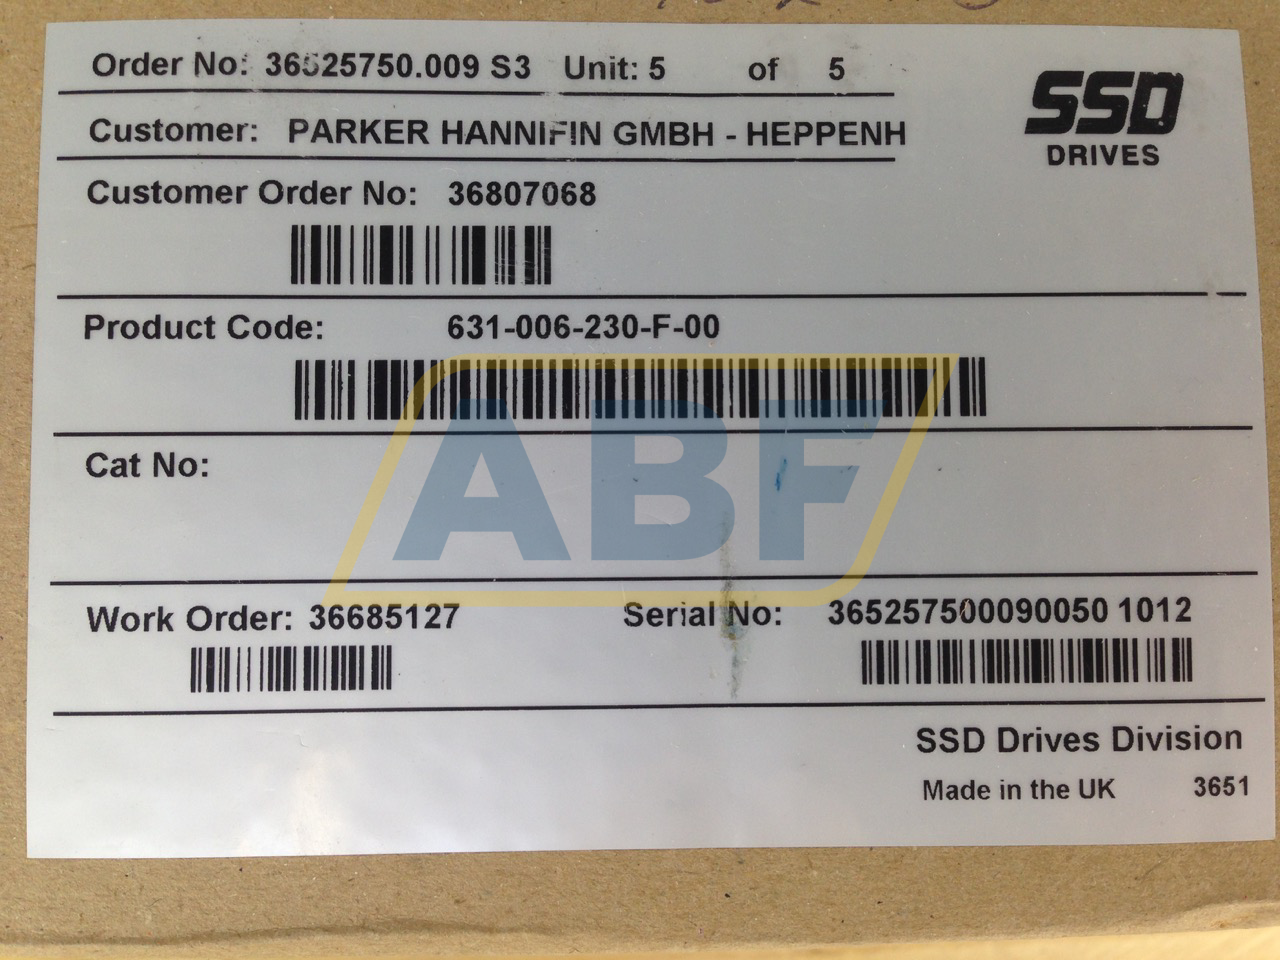 Order No: 36525750.009 S3 Unit: 5 of 5
SSD
DRIVES
Customer: PARKER HANNIFIN GMBH - HEPPENH
Customer Order No: 36807068
Product Code: 631-006-230-F-00
ABF
Cat No:
Work Order: 36685127 Serial No: 365257500090050 1012
SSD Drives Division
Made in the UK 3651